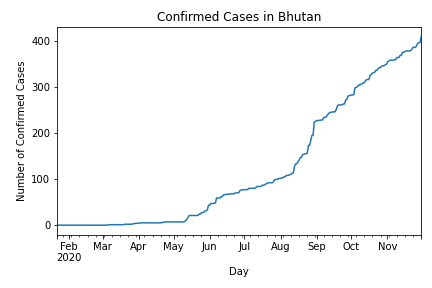 Confirmed Cases in Bhutan
Number of Confirmed Cases
400
300
200
100
0
Feb Mar Apr May Jun Jul Aug Sep Oct Nov
2020
Day